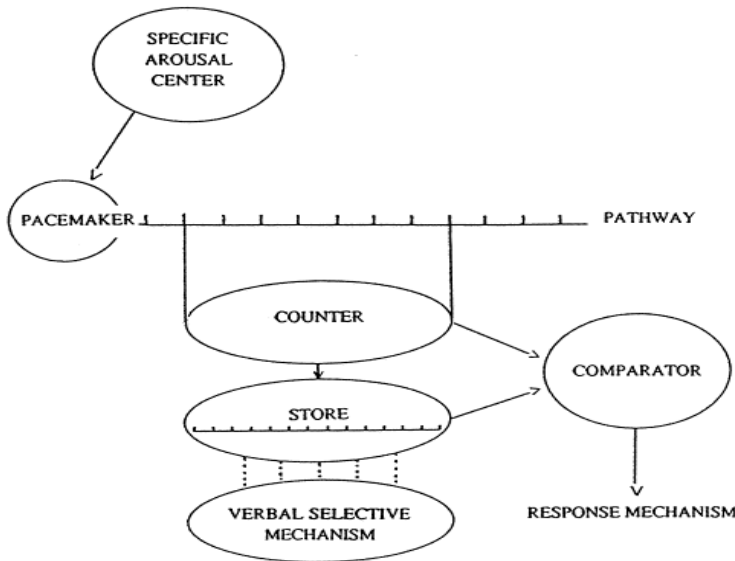 SPECIFIC
AROUSAL
CENTER
PACEMAKER
PATHWAY
COUNTER
COMPARATOR
STORE
VERBAL SELECTIVE
MECHANISM
RESPONSE MECHANISM